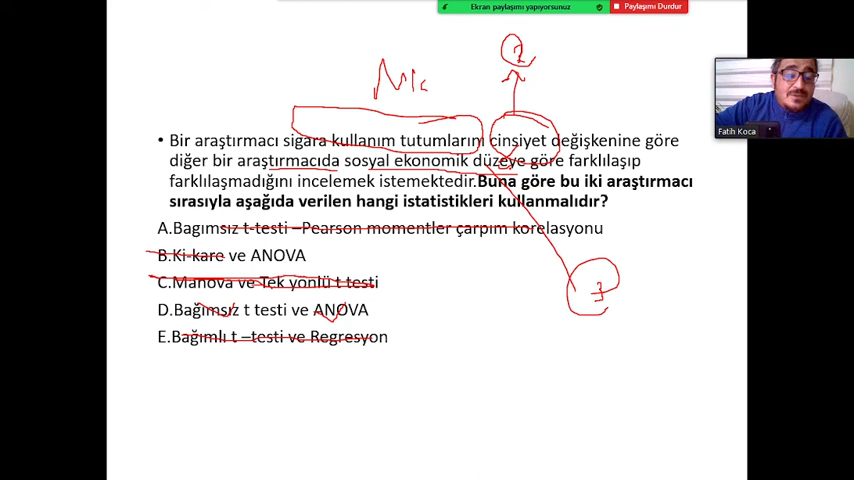 Ekran paylaşımı yapıyorsunuz
Paylaşımı Durdur
2
Fatih Koca
• Bir araştırmacı sigara kullanım tutumlarını cinsiyet değişkenine göre
diğer bir araştırmacıda sosyal ekonomik düzeye göre farklılaşıp
farklılaşmadığını incelemek istemektedir.Buna göre bu iki araştırmacı
sırasıyla aşağıda verilen hangi istatistikleri kullanmalıdır?
A.Bagımsız t-testi –Pearson momentler çarpım korelasyonu
B.Ki-kare ve ANOVA
C.Manova ve Tek yonlü t testi
D.Bağımsız t testi ve ANOVA
3
E.Bağımlı t –testi ve Regresyon